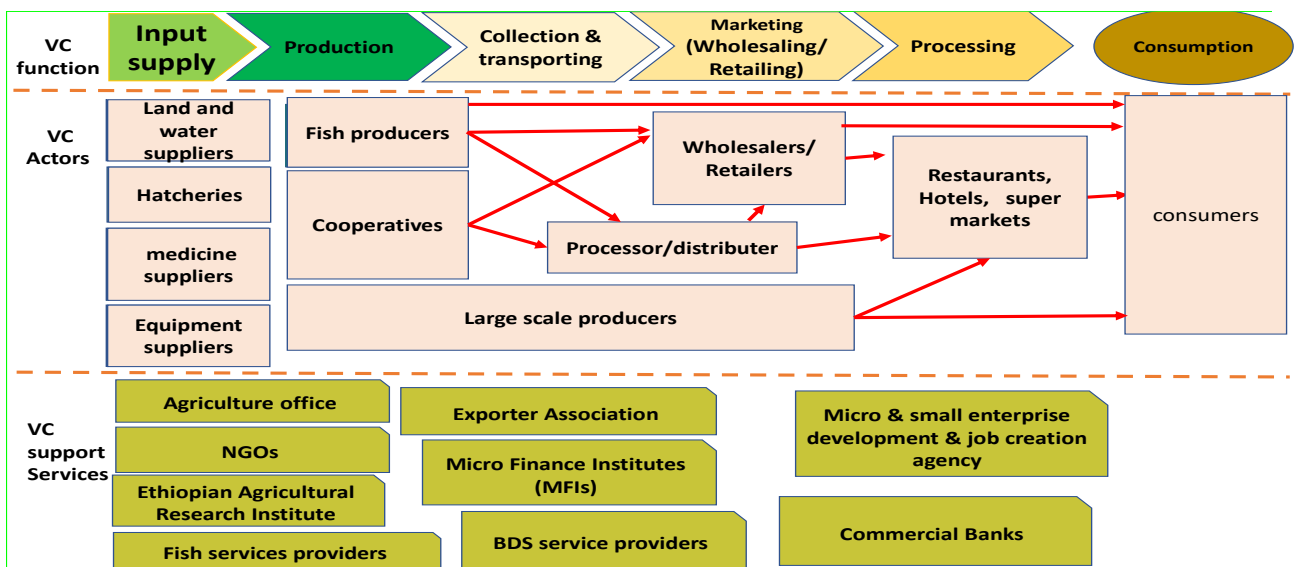 VC
function
Input
supply
Production
Collection &
transporting
Marketing
(Wholesaling/
Retailing)
Processing
Consumption
VC
Actors
Land and
water
suppliers
Hatcheries
medicine
suppliers
Equipment
suppliers
Fish producers
Cooperatives
Wholesalers/
Retailers
Processor/distributer
Large scale producers
Restaurants,
Hotels, super
markets
consumers
VC
support
Services
Agriculture office
NGOs
Ethiopian Agricultural
Research Institute
Fish services providers
Exporter Association
Micro Finance Institutes
(MFIs)
BDS service providers
Micro & small enterprise
development & job creation
agency
Commercial Banks